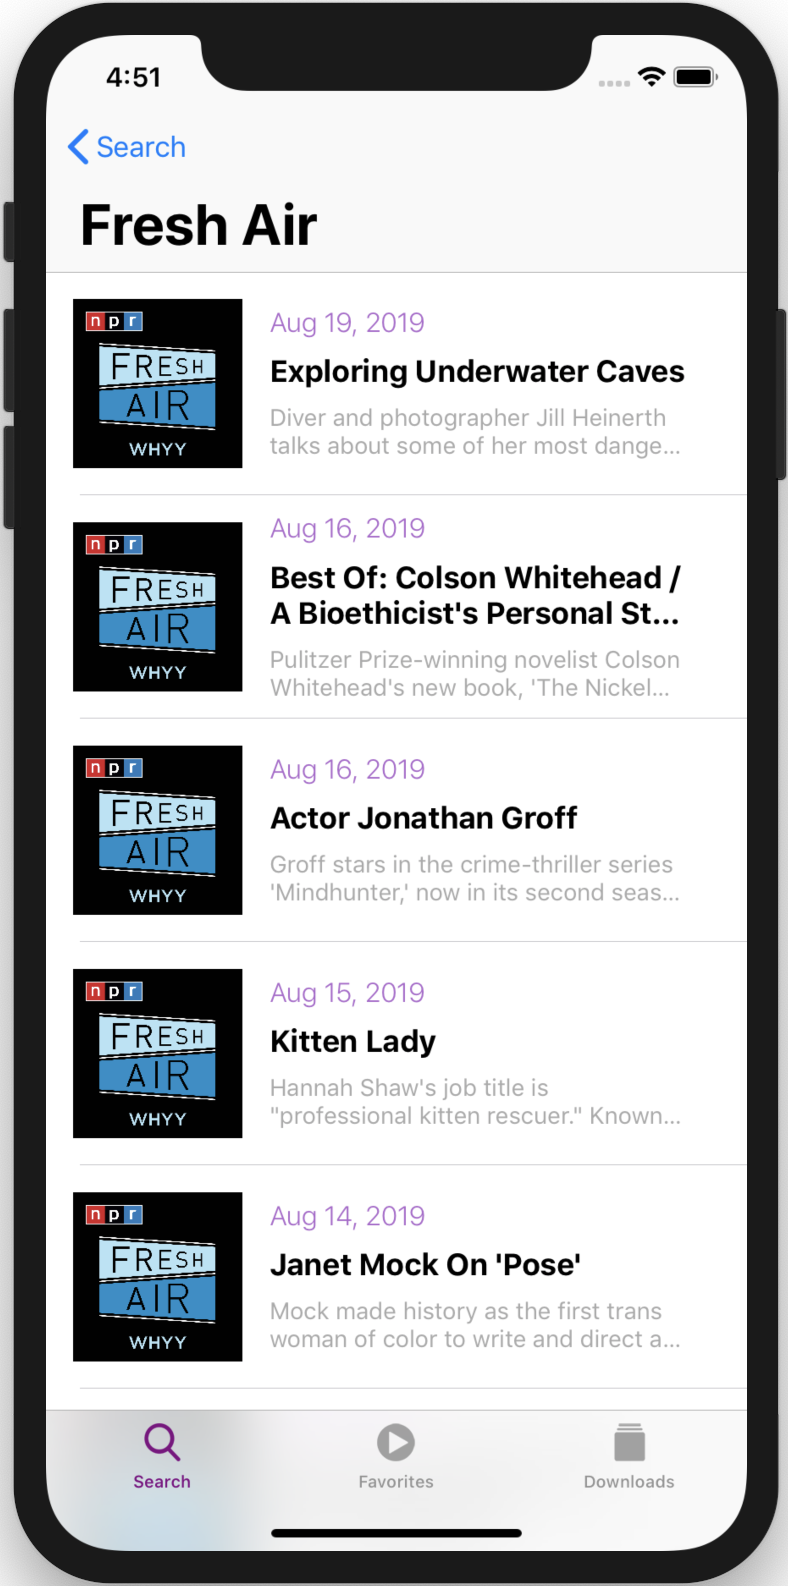 4:51
Search
Fresh Air
npr
FRESH
AIR
WHYY
Aug 19, 2019
Exploring Underwater Caves
Diver and photographer Jill Heinerth
talks about some of her most dange...
npr
FRESH
AIR
WHYY
Aug 16, 2019
Best Of: Colson Whitehead /
A Bioethicist's Personal St...
Pulitzer Prize-winning novelist Colson
Whitehead's new book, 'The Nickel...
npr
FRESH
AIR
WHYY
Aug 16, 2019
Actor Jonathan Groff
Groff stars in the crime-thriller series
'Mindhunter,' now in its second seas...
npr
FRESH
AIR
WHYY
Aug 15, 2019
Kitten Lady
Hannah Shaw's job title is
"professional kitten rescuer." Known...
npr
FRESH
AIR
WHYY
Aug 14, 2019
Janet Mock On 'Pose'
Mock made history as the first trans
woman of color to write and direct a...
Search
Favorites
Downloads